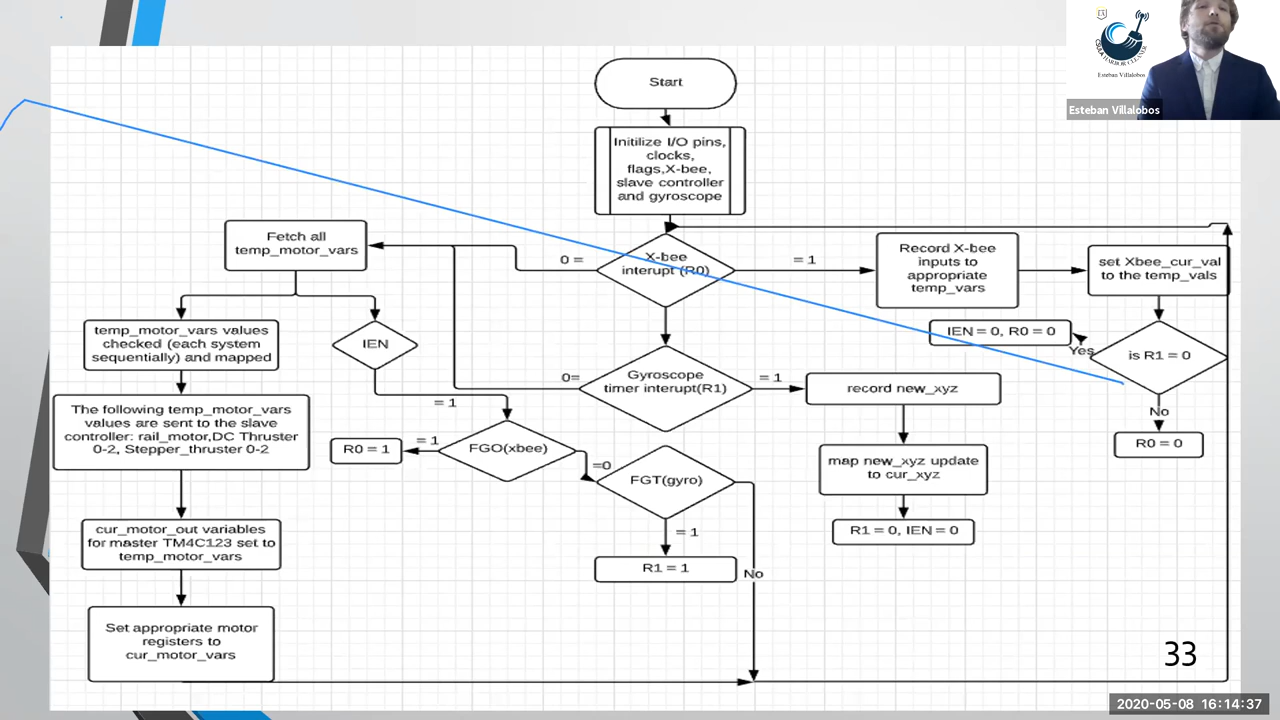 Start
Initilize I/O pins,
clocks,
flags,X-bee,
slave controller
and gyroscope
X-bee
interupt (R0)
0 =
= 1
Fetch all
temp_motor_vars
Record X-bee
inputs to
appropriate
temp_vars
set Xbee_cur_val
to the temp_vals
is R1 = 0
Yes
IEN = 0, R0 = 0
No
R0 = 0
Gyroscope
timer interupt(R1)
0=
= 1
record new_xyz
map new_xyz update
to cur_xyz
R1 = 0, IEN = 0
temp_motor_vars values
checked (each system
sequentially) and mapped
IEN
= 1
The following temp_motor_vars
values are sent to the slave
controller: rail_motor,DC Thruster
0-2, Stepper_thruster 0-2
FGO(xbee)
= 1
R0 = 1
=0
FGT(gyro)
= 1
R1 = 1
No
cur_motor_out variables
for master TM4C123 set to
temp_motor_vars
Set appropriate motor
registers to
cur_motor_vars
33
Esteban Villalobos
Esteban Villalobos
2020-05-08 16:14:37